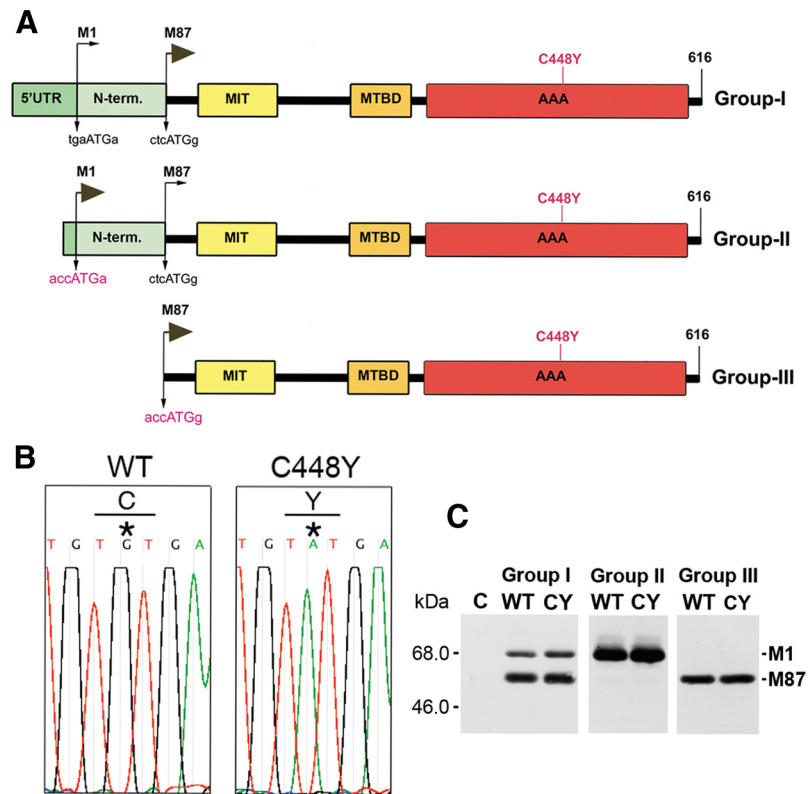 A
M1 M87 C448Y 616
5'UTR N-term. MIT MTBD AAA Group-I
tgaATGa ctcATGg
M1 M87 C448Y 616
N-term. MIT MTBD AAA Group-II
accATGa ctcATGg
M87 C448Y 616
MIT MTBD AAA Group-III
accATGg
B
WT C448Y
C Y
* *
T G T G T G A T G T A T G A
C
Group I Group II Group III
kDa C WT CY WT CY WT CY
68.0 - -M1
-M87
46.0 -